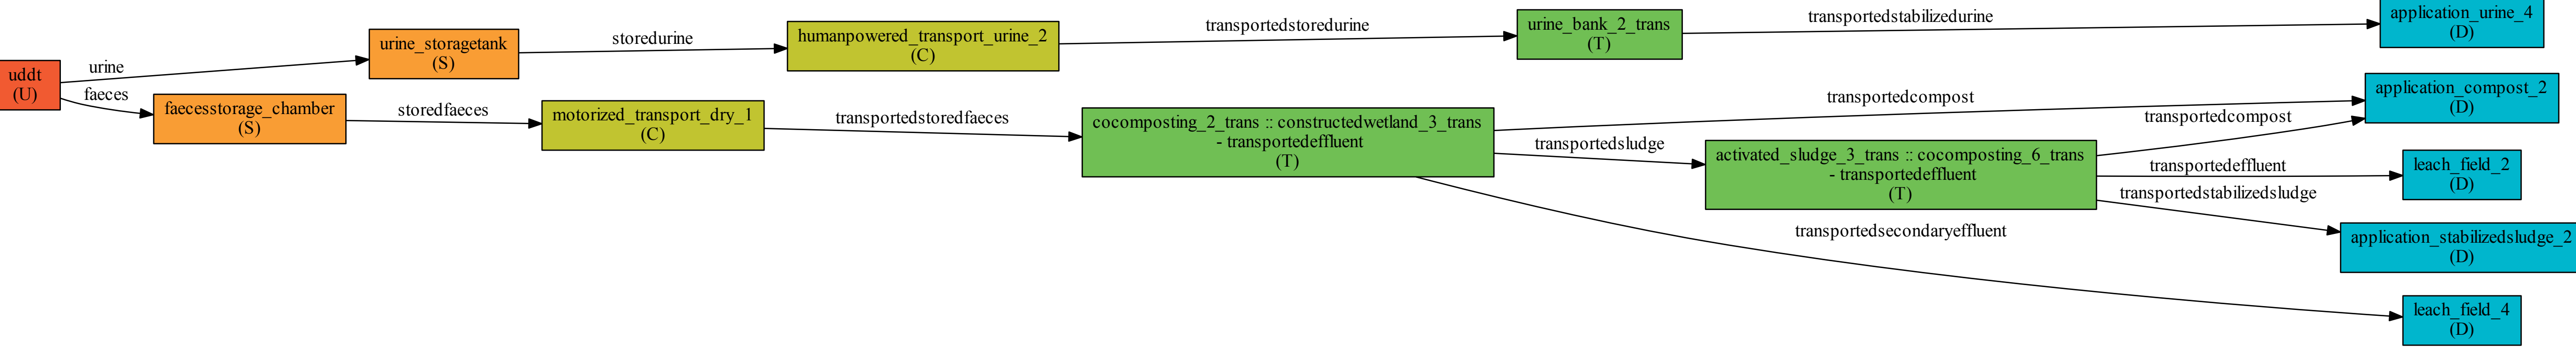 uddt
(U)
urine
faeces
urine_storagetank
(S)
faecesstorage_chamber
(S)
storedurine
storedfaeces
humanpowered_transport_urine_2
(C)
motorized_transport_dry_1
(C)
transportedstoredurine
transportedstoredfaeces
urine_bank_2_trans
(T)
cocomposting_2_trans :: constructedwetland_3_trans
- transportedeffluent
(T)
transportedstabilizedurine
transportedcompost
transportedsludge
transportedsecondaryeffluent
activated_sludge_3_trans :: cocomposting_6_trans
- transportedeffluent
(T)
transportedcompost
transportedeffluent
transportedstabilizedsludge
application_urine_4
(D)
application_compost_2
(D)
leach_field_2
(D)
application_stabilizedsludge_2
(D)
leach_field_4
(D)